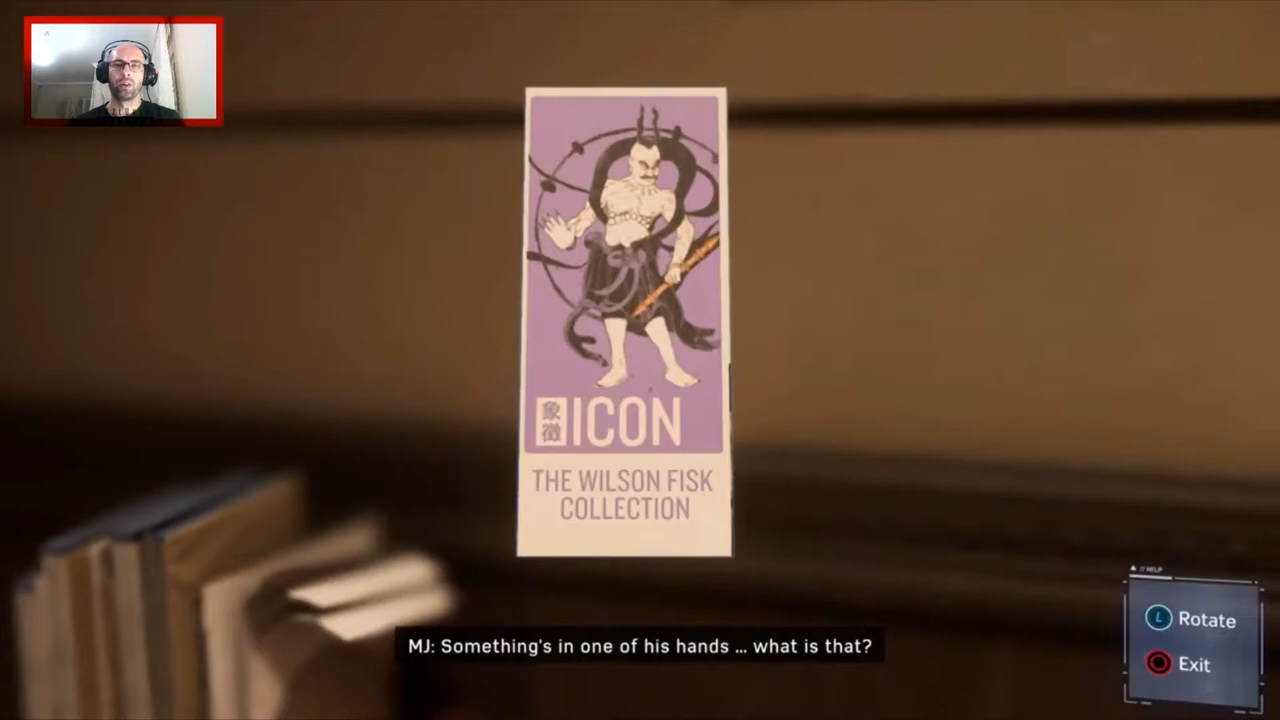 象
徵
ICON
THE WILSON FISK
COLLECTION
MJ: Something's in one of his hands ... what is that?
HELP
L Rotate
Exit